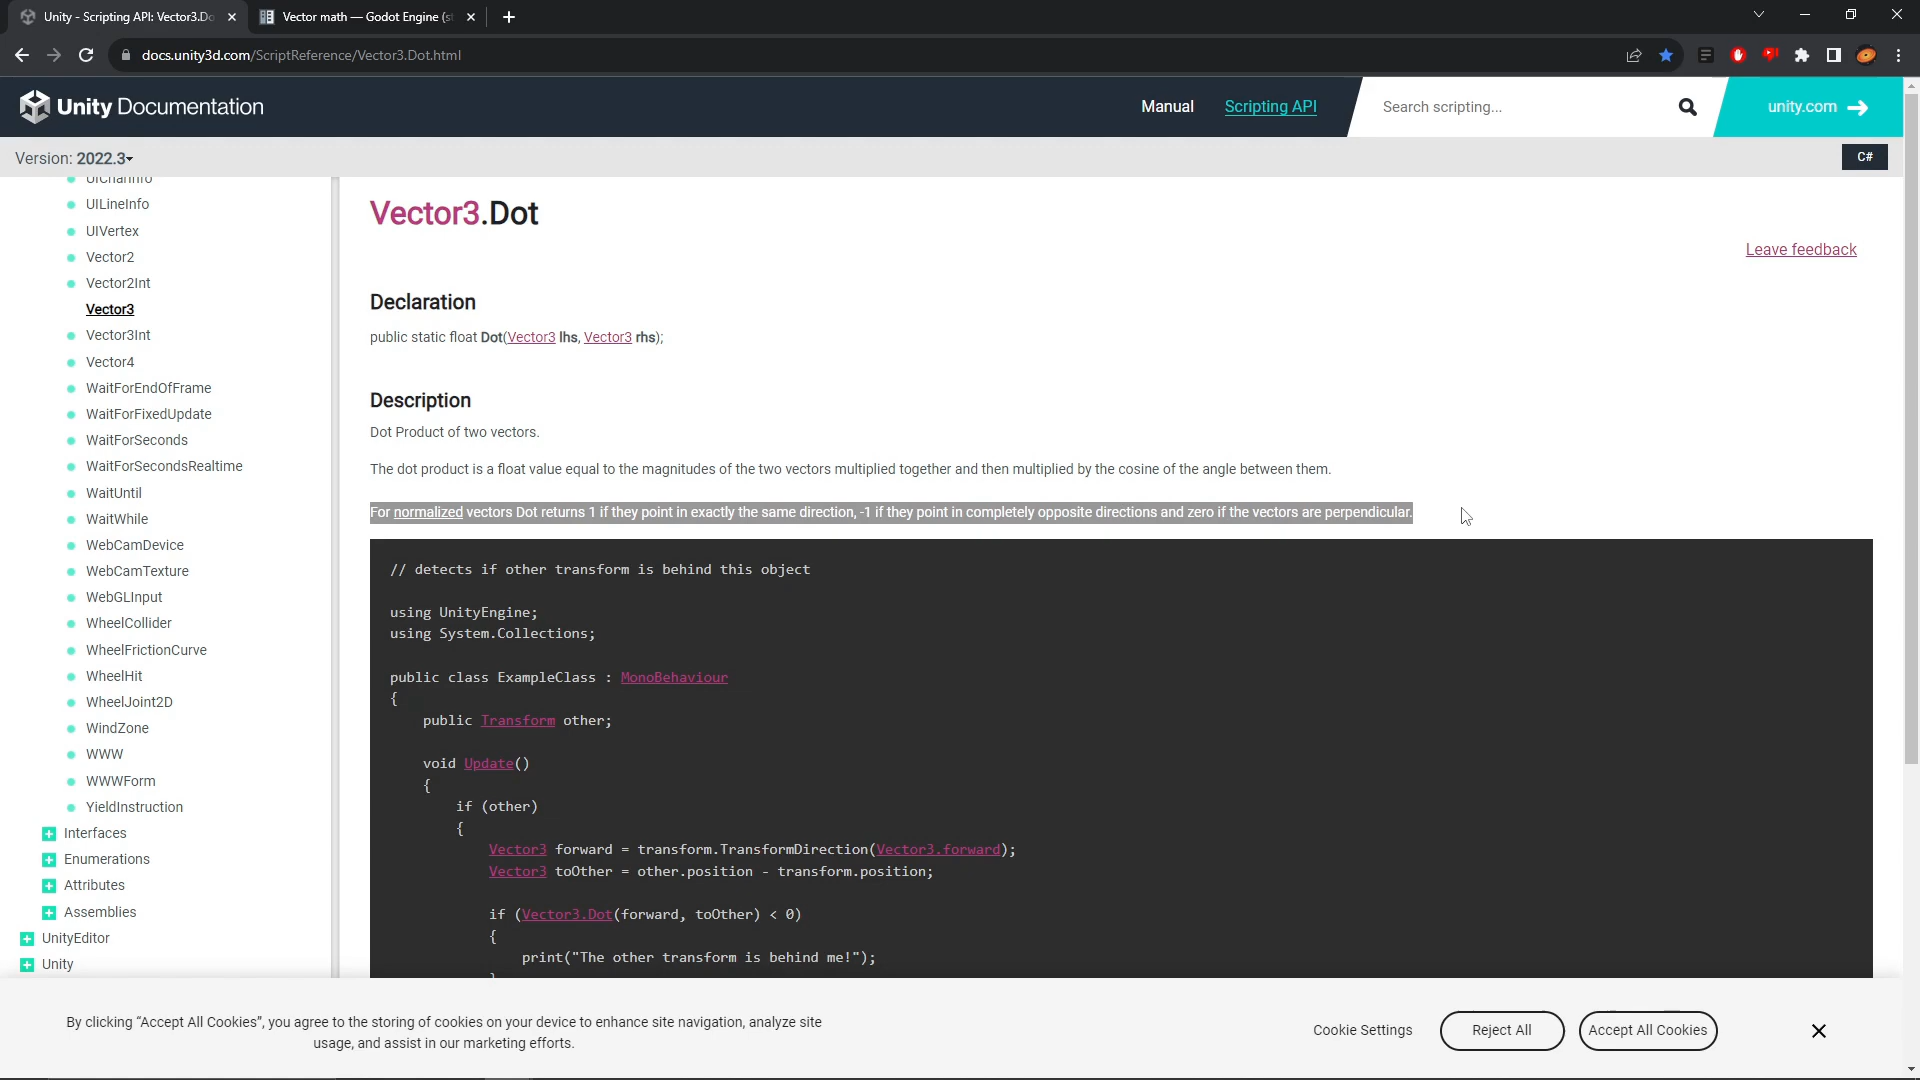 Unity - Scripting API: Vector3.Do
Vector math — Godot Engine (st
docs.unity3d.com/ScriptReference/Vector3.Dot.html
Unity Documentation
Manual
Scripting API
Search scripting...
unity.com
Version: 2022.3
C#
UICharInfo
UILineInfo
UIVertex
Vector2
Vector2Int
Vector3
Vector3Int
Vector4
WaitForEndOfFrame
WaitForFixedUpdate
WaitForSeconds
WaitForSecondsRealtime
WaitUntil
WaitWhile
WebCamDevice
WebCamTexture
WebGLInput
WheelCollider
WheelFrictionCurve
WheelHit
WheelJoint2D
WindZone
WWW
WWWForm
YieldInstruction
Interfaces
Enumerations
Attributes
Assemblies
UnityEditor
Unity
Vector3.Dot
Leave feedback
Declaration
public static float Dot(Vector3 lhs, Vector3 rhs);
Description
Dot Product of two vectors.
The dot product is a float value equal to the magnitudes of the two vectors multiplied together and then multiplied by the cosine of the angle between them.
For normalized vectors Dot returns 1 if they point in exactly the same direction, -1 if they point in completely opposite directions and zero if the vectors are perpendicular.
// detects if other transform is behind this object
using UnityEngine;
using System.Collections;
public class ExampleClass : MonoBehaviour
{
public Transform other;
void Update()
{
if (other)
{
Vector3 forward = transform.TransformDirection(Vector3.forward);
Vector3 toOther = other.position - transform.position;
if (Vector3.Dot(forward, toOther) < 0)
{
print("The other transform is behind me!");
}
By clicking “Accept All Cookies”, you agree to the storing of cookies on your device to enhance site navigation, analyze site
usage, and assist in our marketing efforts.
Cookie Settings
Reject All
Accept All Cookies